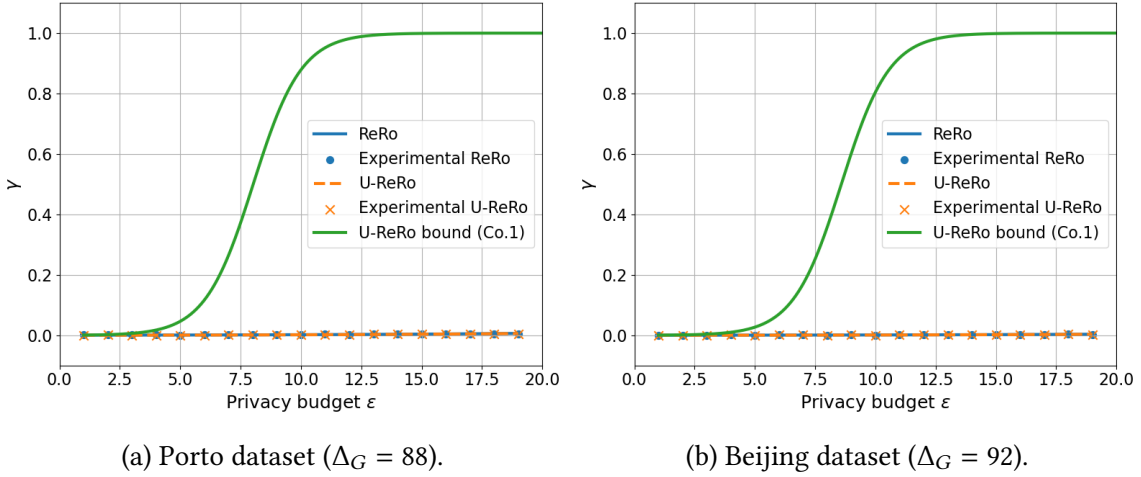 1.0
0.8
0.6
0.4
0.2
0.0
γ
ReRo
Experimental ReRo
U-ReRo
Experimental U-ReRo
U-ReRo bound (Co.1)
0.0 2.5 5.0 7.5 10.0 12.5 15.0 17.5 20.0
Privacy budget ε
(a) Porto dataset (Δ_G = 88).
1.0
0.8
0.6
0.4
0.2
0.0
γ
ReRo
Experimental ReRo
U-ReRo
Experimental U-ReRo
U-ReRo bound (Co.1)
0.0 2.5 5.0 7.5 10.0 12.5 15.0 17.5 20.0
Privacy budget ε
(b) Beijing dataset (Δ_G = 92).